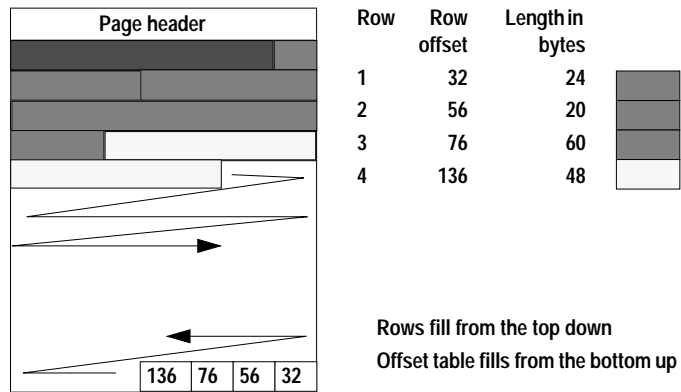 Page header
Row Row Length in
offset bytes
1 32 24
2 56 20
3 76 60
4 136 48
Rows fill from the top down
Offset table fills from the bottom up
136 76 56 32